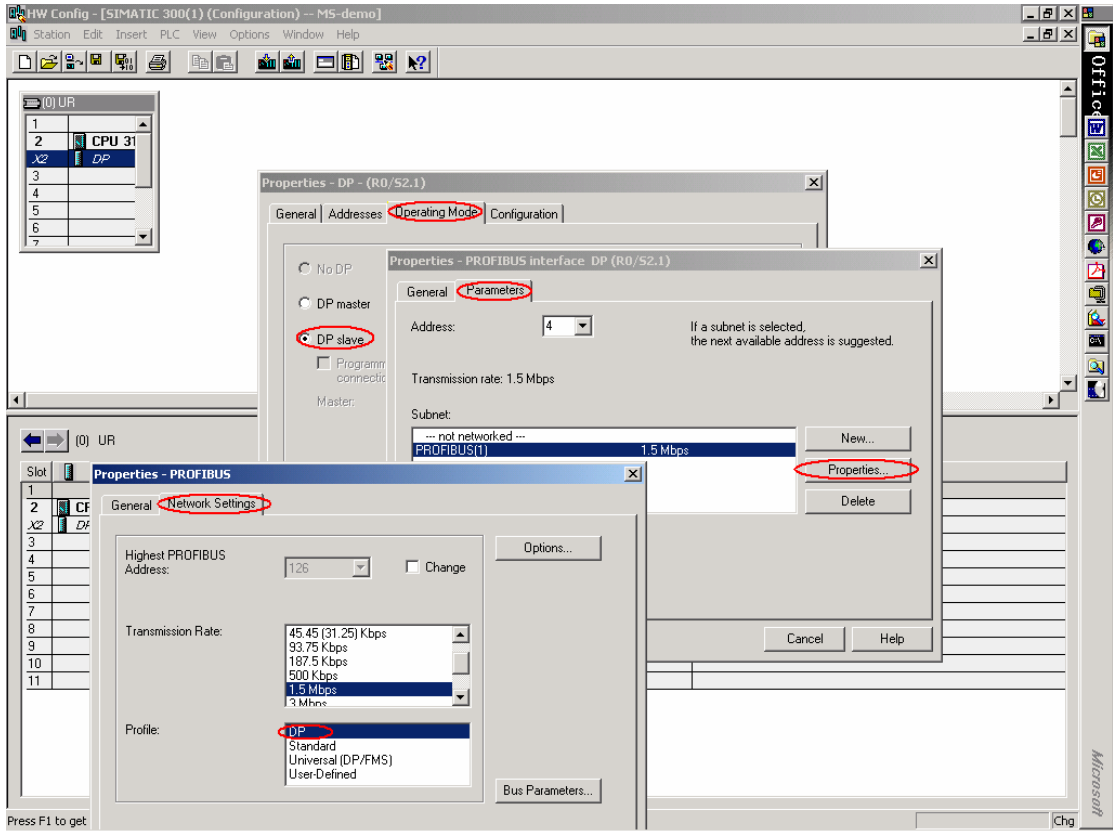 HW Config - [SIMATIC 300(1) (Configuration) -- MS-demo]
Station Edit Insert PLC View Options Window Help
Office
(0) UR
1
2 CPU 31
X2 DP
3
4
5
6
7
Properties - DP - (R0/S2.1)
General Addresses Operating Mode Configuration
No DP
DP master
DP slave
Programm
connectio
Master:
Properties - PROFIBUS interface DP (R0/S2.1)
General Parameters
Address: 4
If a subnet is selected,
the next available address is suggested.
Transmission rate: 1.5 Mbps
Subnet:
--- not networked ---
PROFIBUS(1) 1.5 Mbps
New...
Properties...
Delete
Cancel Help
(0) UR
Slot
1
2 CP
X2 DP
3
4
5
6
7
8
9
10
11
Properties - PROFIBUS
General Network Settings
Highest PROFIBUS
Address:
126
Change
Options...
Transmission Rate:
45.45 (31.25) Kbps
93.75 Kbps
187.5 Kbps
500 Kbps
1.5 Mbps
3 Mbps
Profile:
DP
Standard
Universal (DP/FMS)
User-Defined
Bus Parameters...
Press F1 to get
Chg
Microsoft